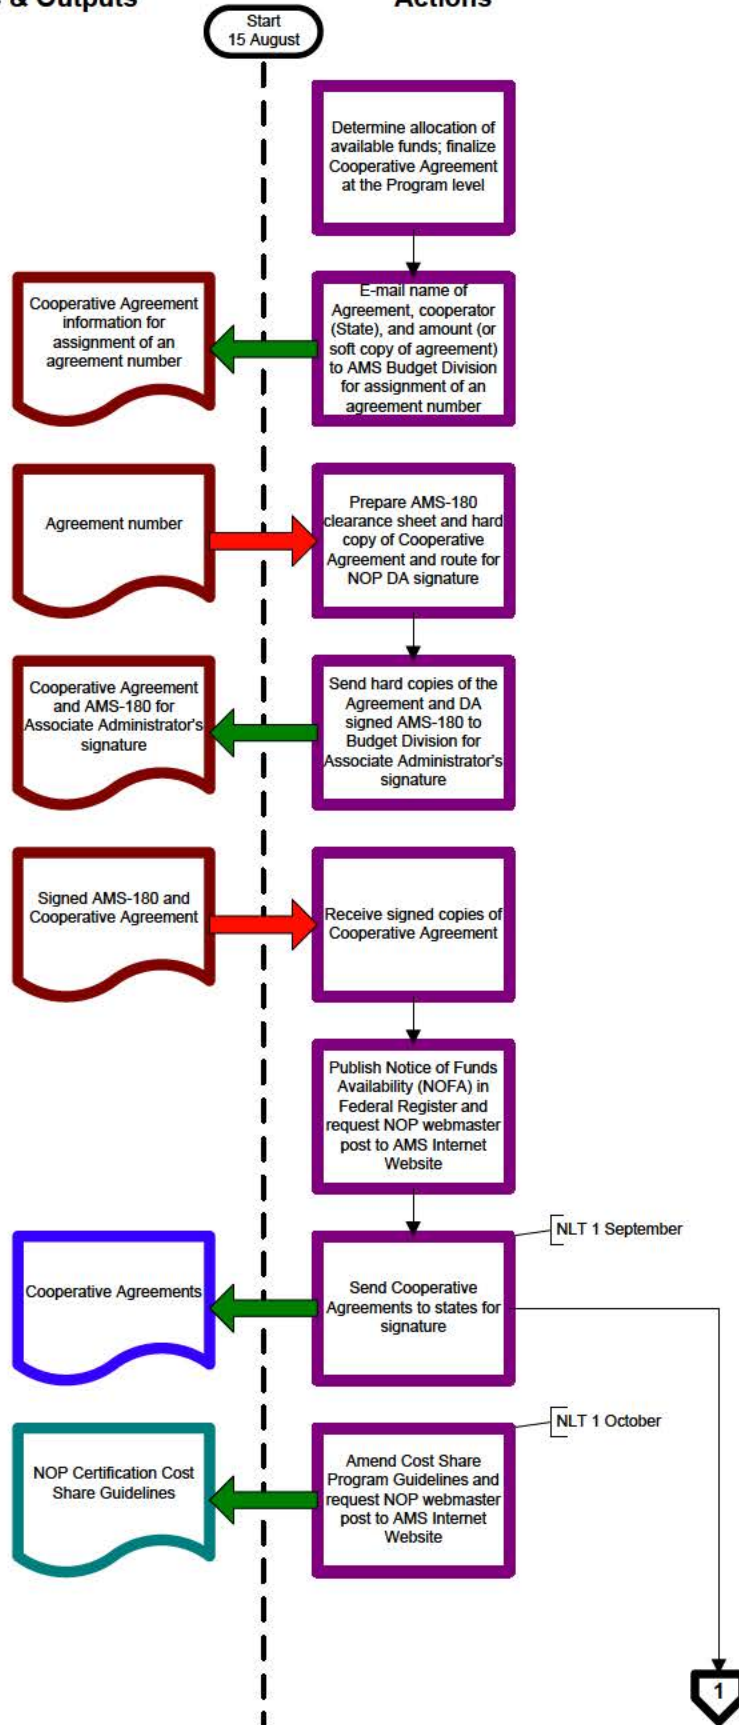 & Outputs
Actions
Start
15 August
Determine allocation of
available funds; finalize
Cooperative Agreement
at the Program level
Cooperative Agreement
information for
assignment of an
agreement number
E-mail name of
Agreement, cooperator
(State), and amount (or
soft copy of agreement)
to AMS Budget Division
for assignment of an
agreement number
Agreement number
Prepare AMS-180
clearance sheet and hard
copy of Cooperative
Agreement and route for
NOP DA signature
Cooperative Agreement
and AMS-180 for
Associate Administrator's
signature
Send hard copies of the
Agreement and DA
signed AMS-180 to
Budget Division for
Associate Administrator's
signature
Signed AMS-180 and
Cooperative Agreement
Receive signed copies of
Cooperative Agreement
Publish Notice of Funds
Availability (NOFA) in
Federal Register and
request NOP webmaster
post to AMS Internet
Website
NLT 1 September
Cooperative Agreements
Send Cooperative
Agreements to states for
signature
NLT 1 October
NOP Certification Cost
Share Guidelines
Amend Cost Share
Program Guidelines and
request NOP webmaster
post to AMS Internet
Website
1